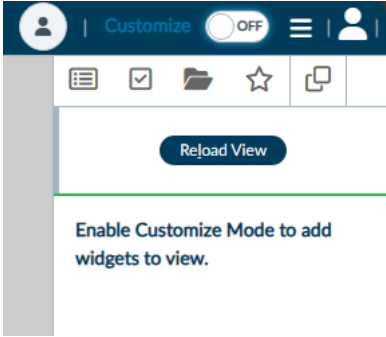 | Customize OFF | |
Reload View
Enable Customize Mode to add
widgets to view.